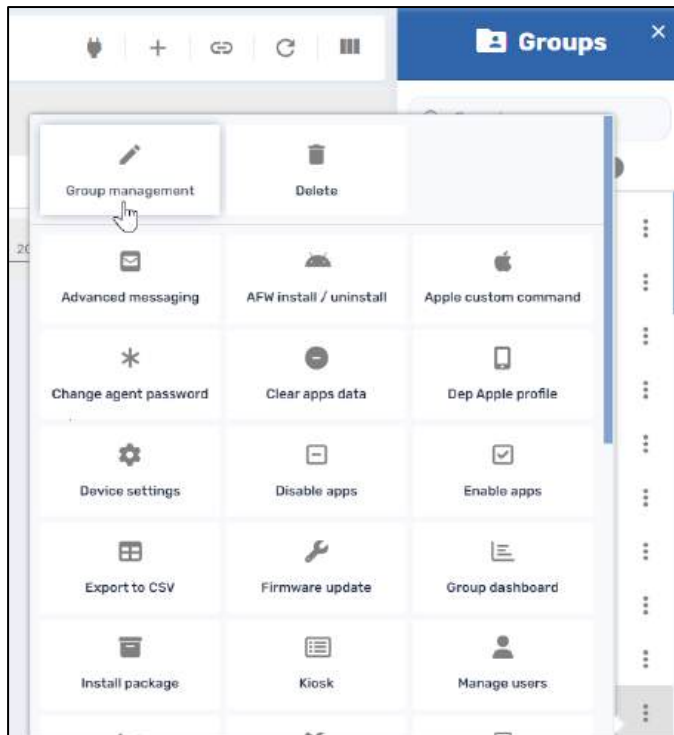 Groups
Group management
Delete
20
Advanced messaging
AFW install / uninstall
Apple custom command
Change agent password
Clear apps data
Dep Apple profile
Device settings
Disable apps
Enable apps
Export to CSV
Firmware update
Group dashboard
Install package
Kiosk
Manage users